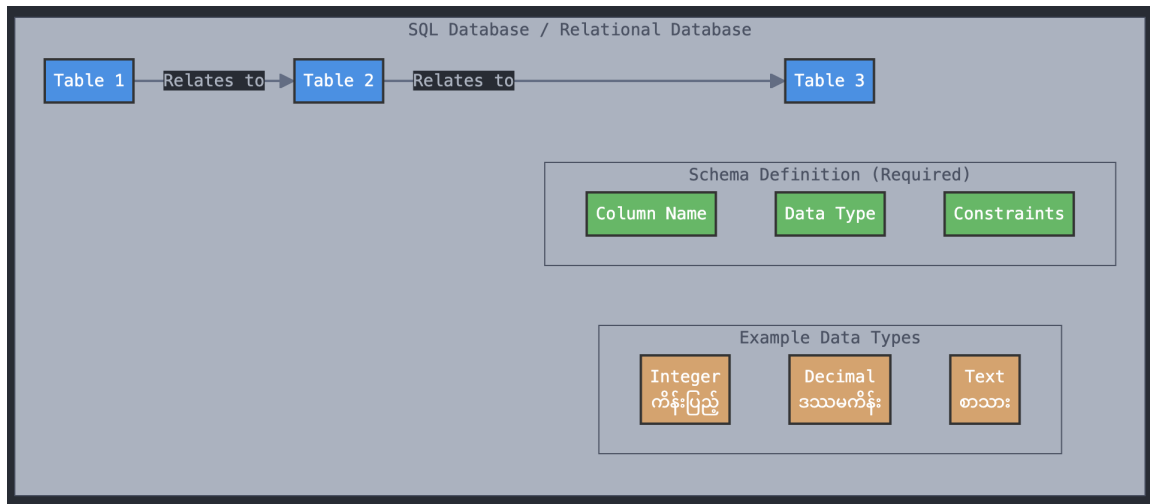 SQL Database / Relational Database
Table 1
Relates to
Table 2
Relates to
Table 3
Schema Definition (Required)
Column Name
Data Type
Constraints
Example Data Types
Integer
ကိန်းပြည့်
Decimal
ဒဿမကိန်း
Text
စာသား